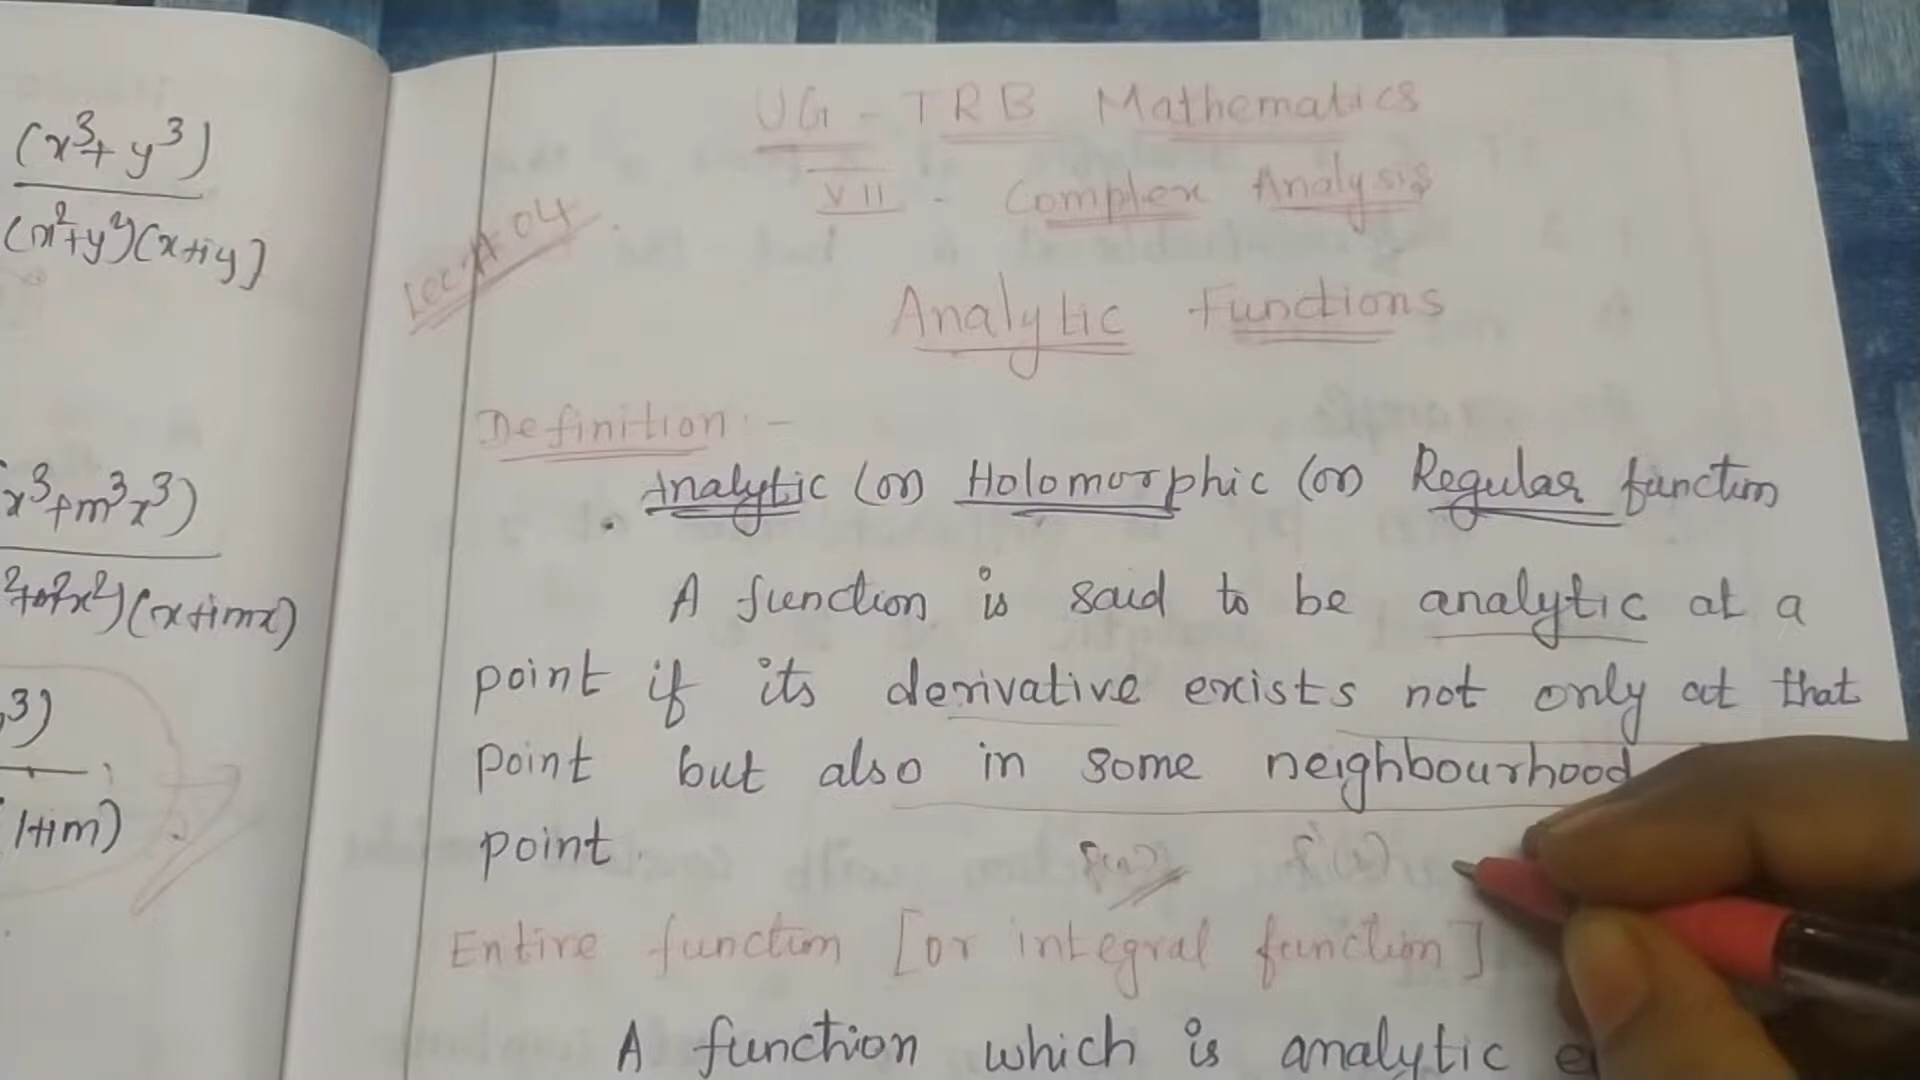 (x³+ y³)
(x²+y²)(x+iy)
x³+m³x³)
(x+imx)
3)
1+im)
UG - TRB Mathematics
VII - Complex Analysis
Lec:A-04
Analytic Functions
Definition:-
Analytic (or) Holomorphic (or) Regular function
A function is said to be analytic at a
point if its derivative exists not only at that
point but also in some neighbourhood
point.
Entire function [or integral function]
A function which is analytic